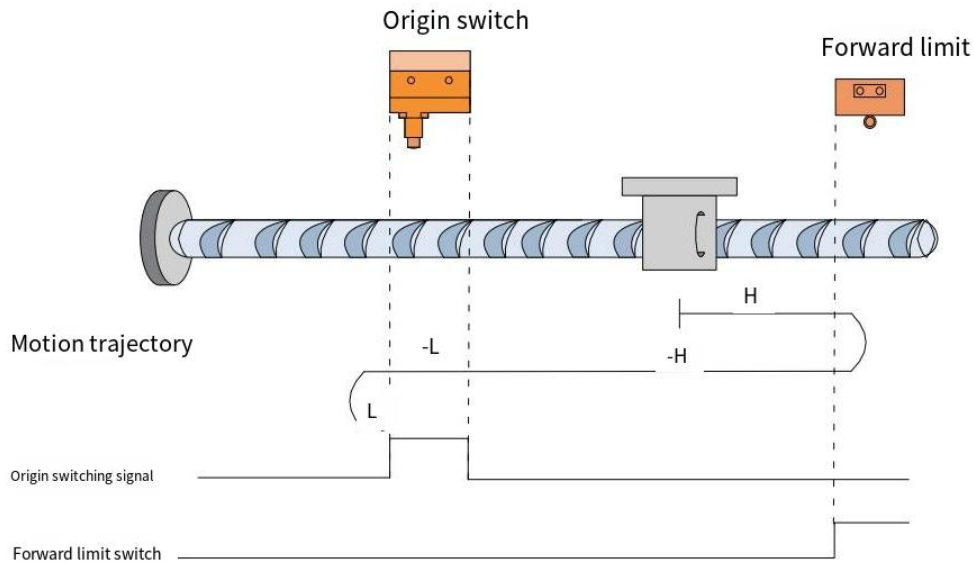 Origin switch
Forward limit
H
Motion trajectory
-L
-H
L
Origin switching signal
Forward limit switch